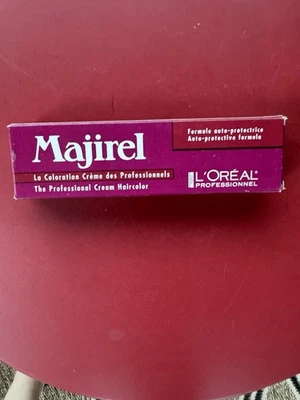 Majirel
La Coloration Crème des Professionnels
The Professional Cream Haircolor
Formule auto-protectrice
Auto-protective formula
L'ORÉAL
PROFESSIONNEL